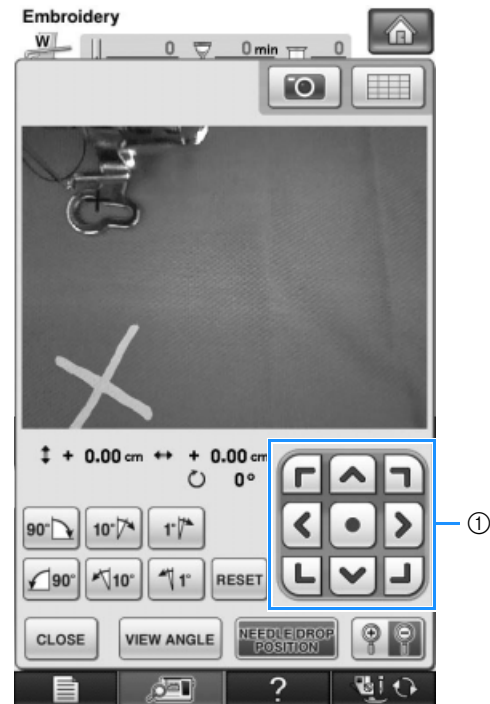 Embroidery
W 0 0 min 0
↕ + 0.00 cm ↔ + 0.00 cm
↻ 0°
①
90° 10° 1°
90° 10° 1° RESET
CLOSE VIEW ANGLE NEEDLE DROP POSITION
?